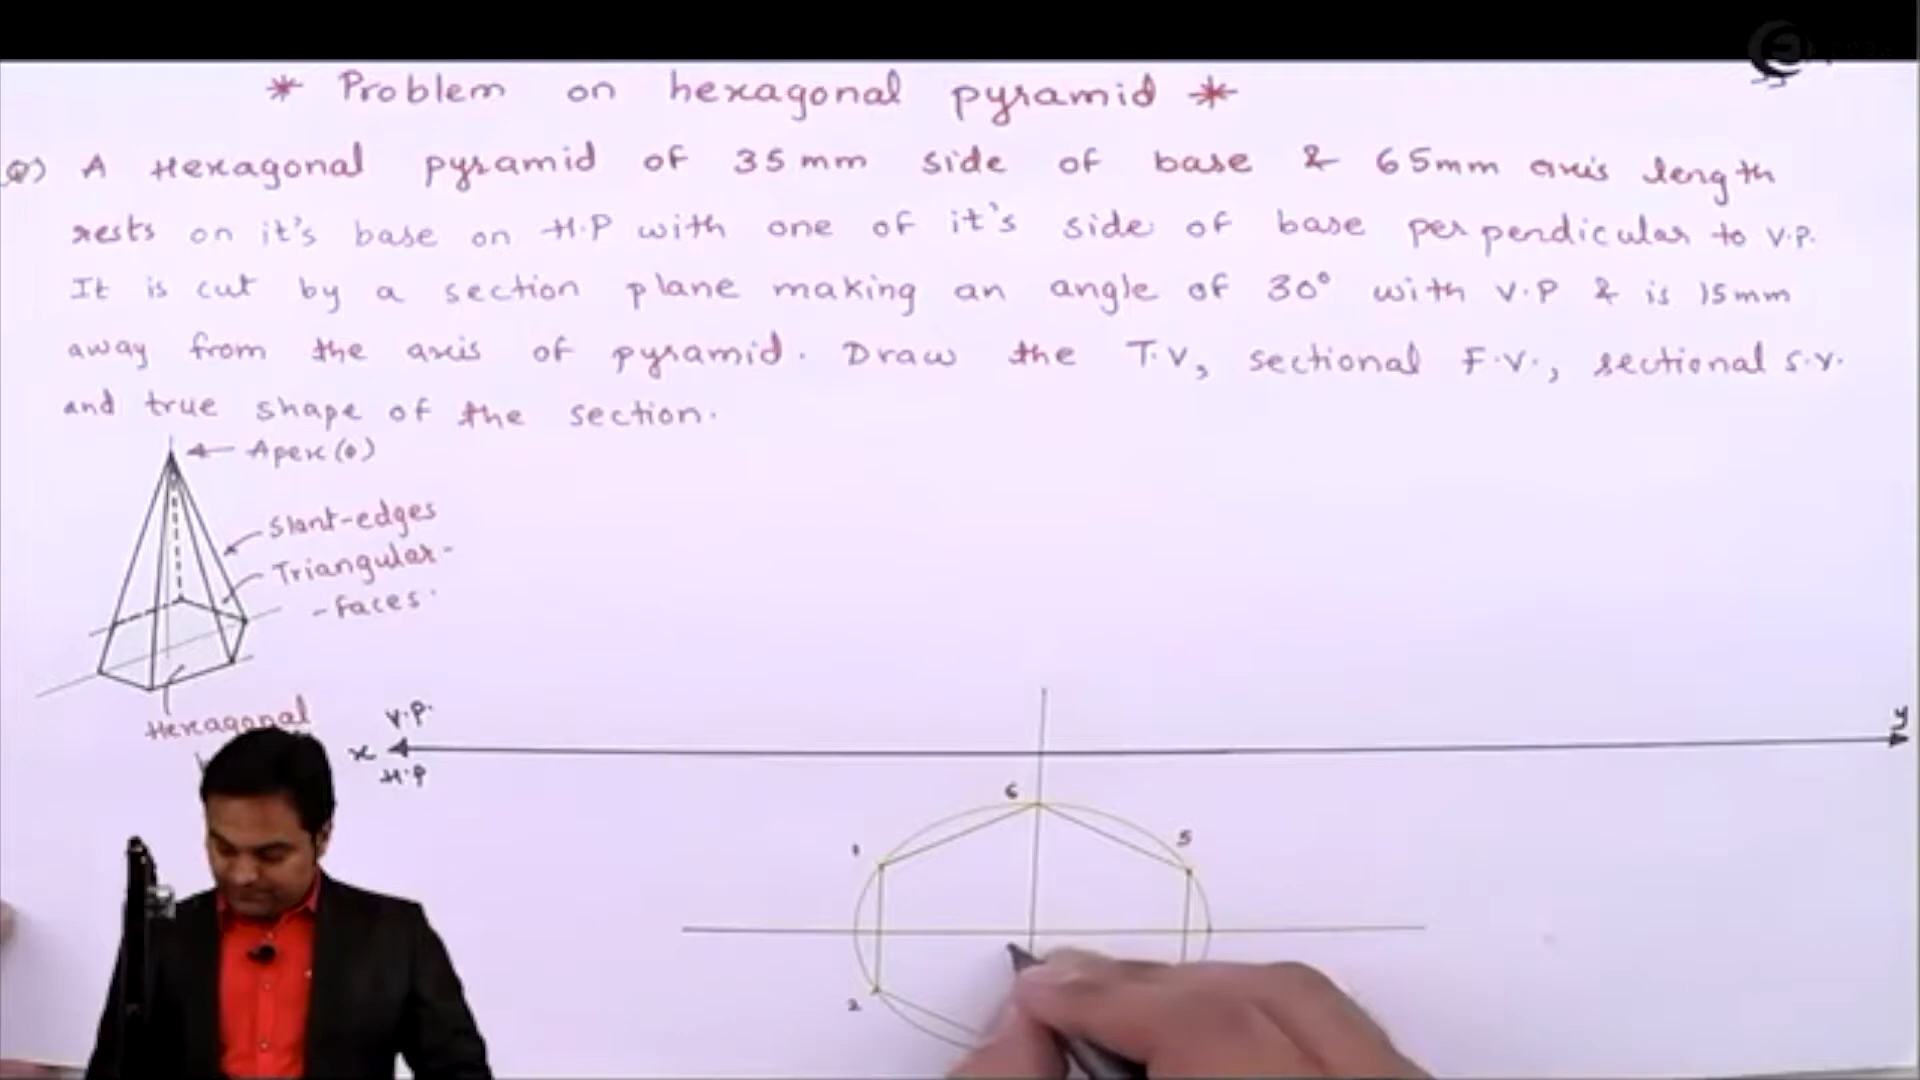 * Problem on hexagonal pyramid *
Q) A Hexagonal pyramid of 35mm side of base & 65mm axis length
rests on it's base on H.P with one of it's side of base perpendicular to V.P.
It is cut by a section plane making an angle of 30° with V.P & is 15mm
away from the axis of pyramid. Draw the T.V, sectional F.V., sectional S.V.
and true shape of the section.
Apex (o)
Slant-edges
Triangular-
-faces.
Hexagonal
V.P.
x
y
H.P
6
1
5
2